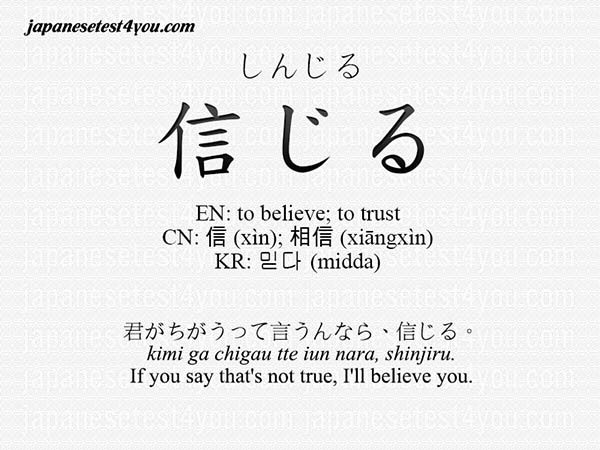 japanesetest4you.com
しんじる
信じる
EN: to believe; to trust
CN: 信 (xìn); 相信 (xiāngxìn)
KR: 믿다 (midda)
君がちがうって言うんなら、信じる。
kimi ga chigau tte iun nara, shinjiru.
If you say that's not true, I'll believe you.